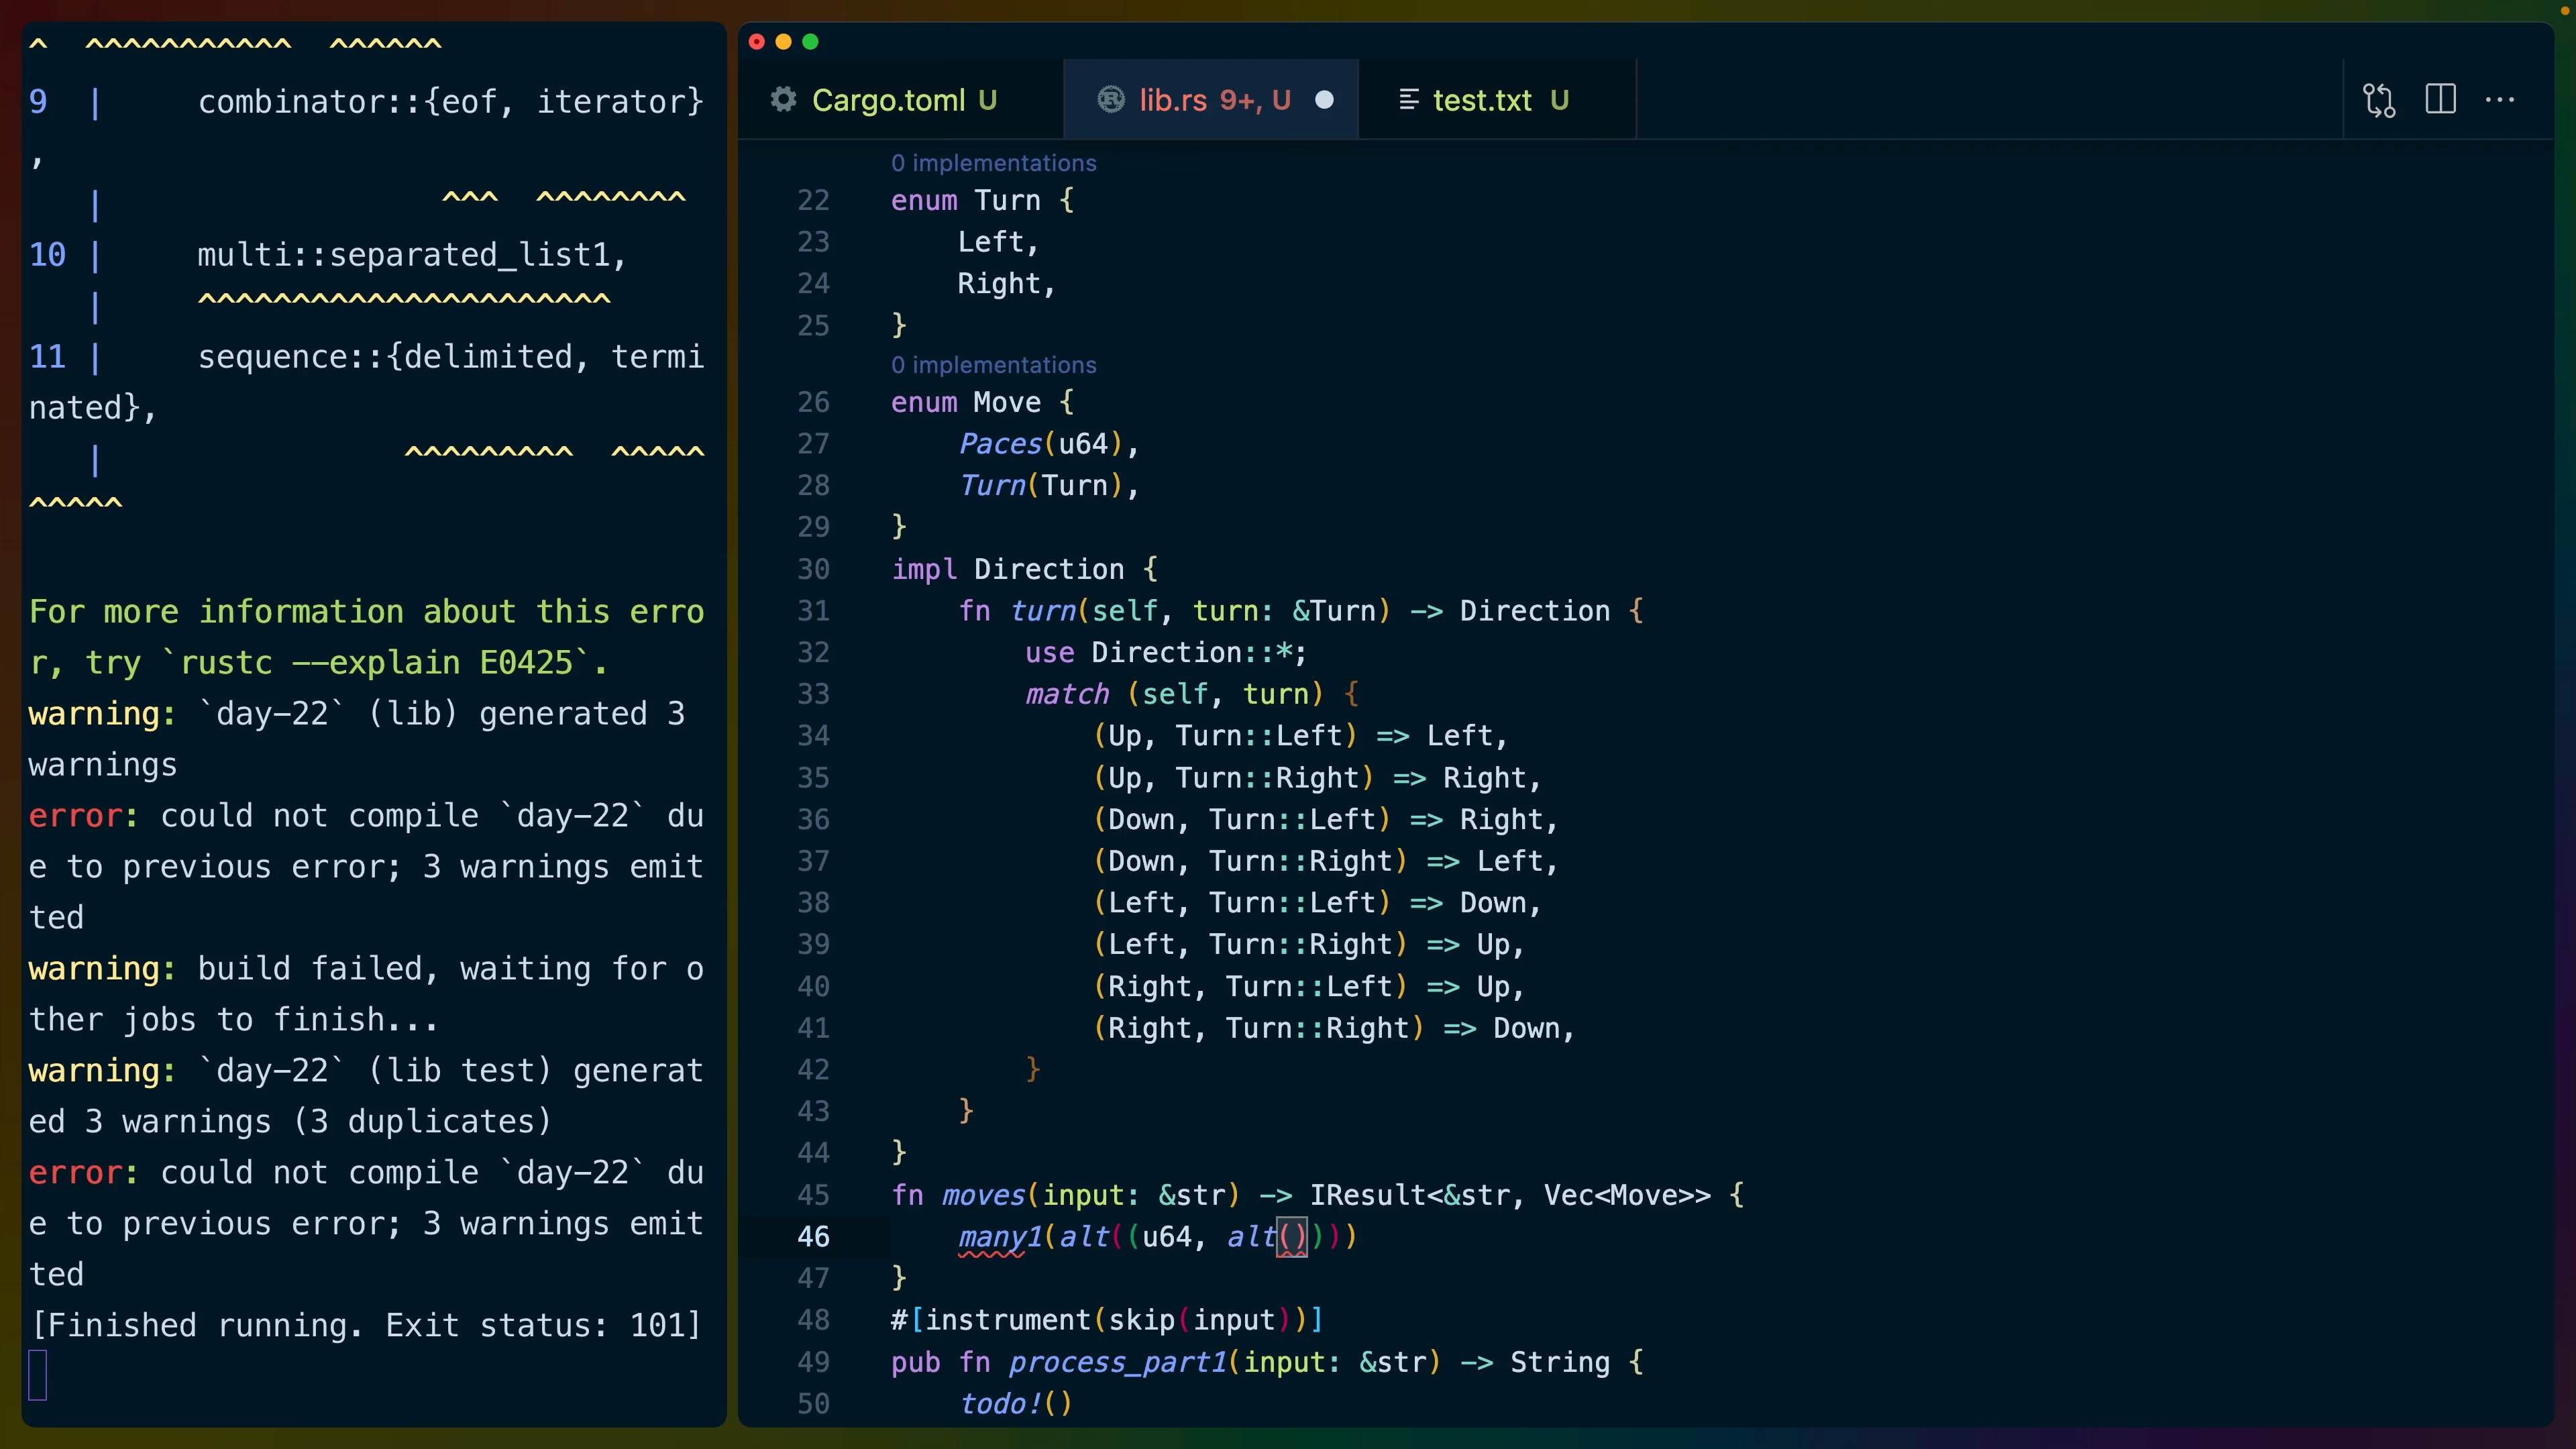 ^  ^^^^^^^^^^^  ^^^^^^
9  |     combinator::{eof, iterator}
,
   |                  ^^^  ^^^^^^^^
10 |     multi::separated_list1,
   |     ^^^^^^^^^^^^^^^^^^^^^^
11 |     sequence::{delimited, termi
nated},
   |                ^^^^^^^^^  ^^^^^
^^^^^
For more information about this erro
r, try `rustc --explain E0425`.
warning: `day-22` (lib) generated 3
warnings
error: could not compile `day-22` du
e to previous error; 3 warnings emit
ted
warning: build failed, waiting for o
ther jobs to finish...
warning: `day-22` (lib test) generat
ed 3 warnings (3 duplicates)
error: could not compile `day-22` du
e to previous error; 3 warnings emit
ted
[Finished running. Exit status: 101]
Cargo.toml U
lib.rs 9+, U
test.txt U
0 implementations
22 enum Turn {
23     Left,
24     Right,
25 }
0 implementations
26 enum Move {
27     Paces(u64),
28     Turn(Turn),
29 }
30 impl Direction {
31     fn turn(self, turn: &Turn) -> Direction {
32         use Direction::*;
33         match (self, turn) {
34             (Up, Turn::Left) => Left,
35             (Up, Turn::Right) => Right,
36             (Down, Turn::Left) => Right,
37             (Down, Turn::Right) => Left,
38             (Left, Turn::Left) => Down,
39             (Left, Turn::Right) => Up,
40             (Right, Turn::Left) => Up,
41             (Right, Turn::Right) => Down,
42         }
43     }
44 }
45 fn moves(input: &str) -> IResult<&str, Vec<Move>> {
46     many1(alt((u64, alt())))
47 }
48 #[instrument(skip(input))]
49 pub fn process_part1(input: &str) -> String {
50     todo!()